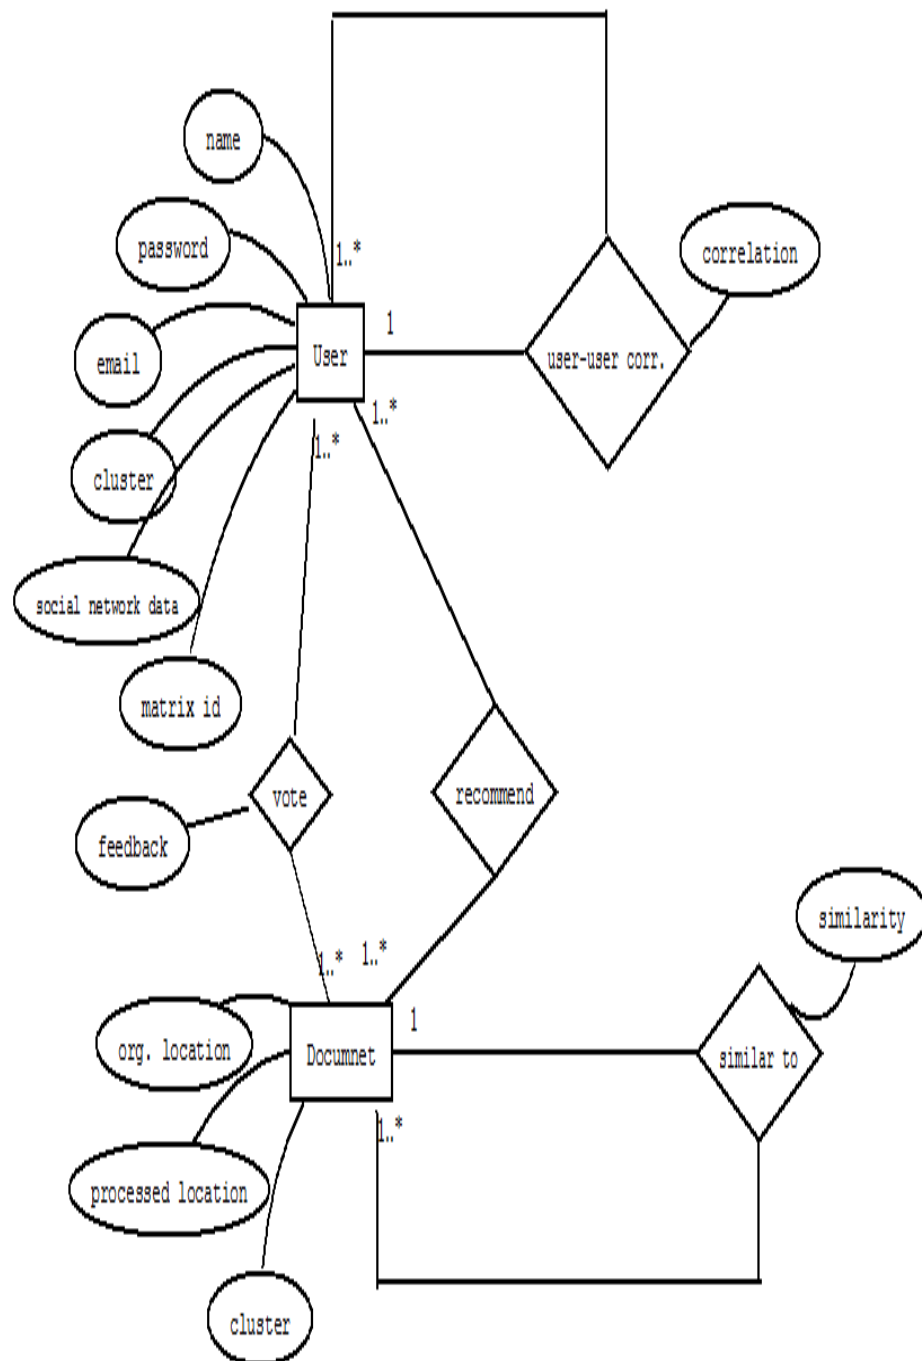 name
password
1..*
correlation
1
User
user-user corr.
email
1..*
1..*
cluster
social network data
matrix id
vote
recommend
feedback
similarity
1..*
1..*
1
org. location
Documnet
similar to
1..*
processed location
cluster